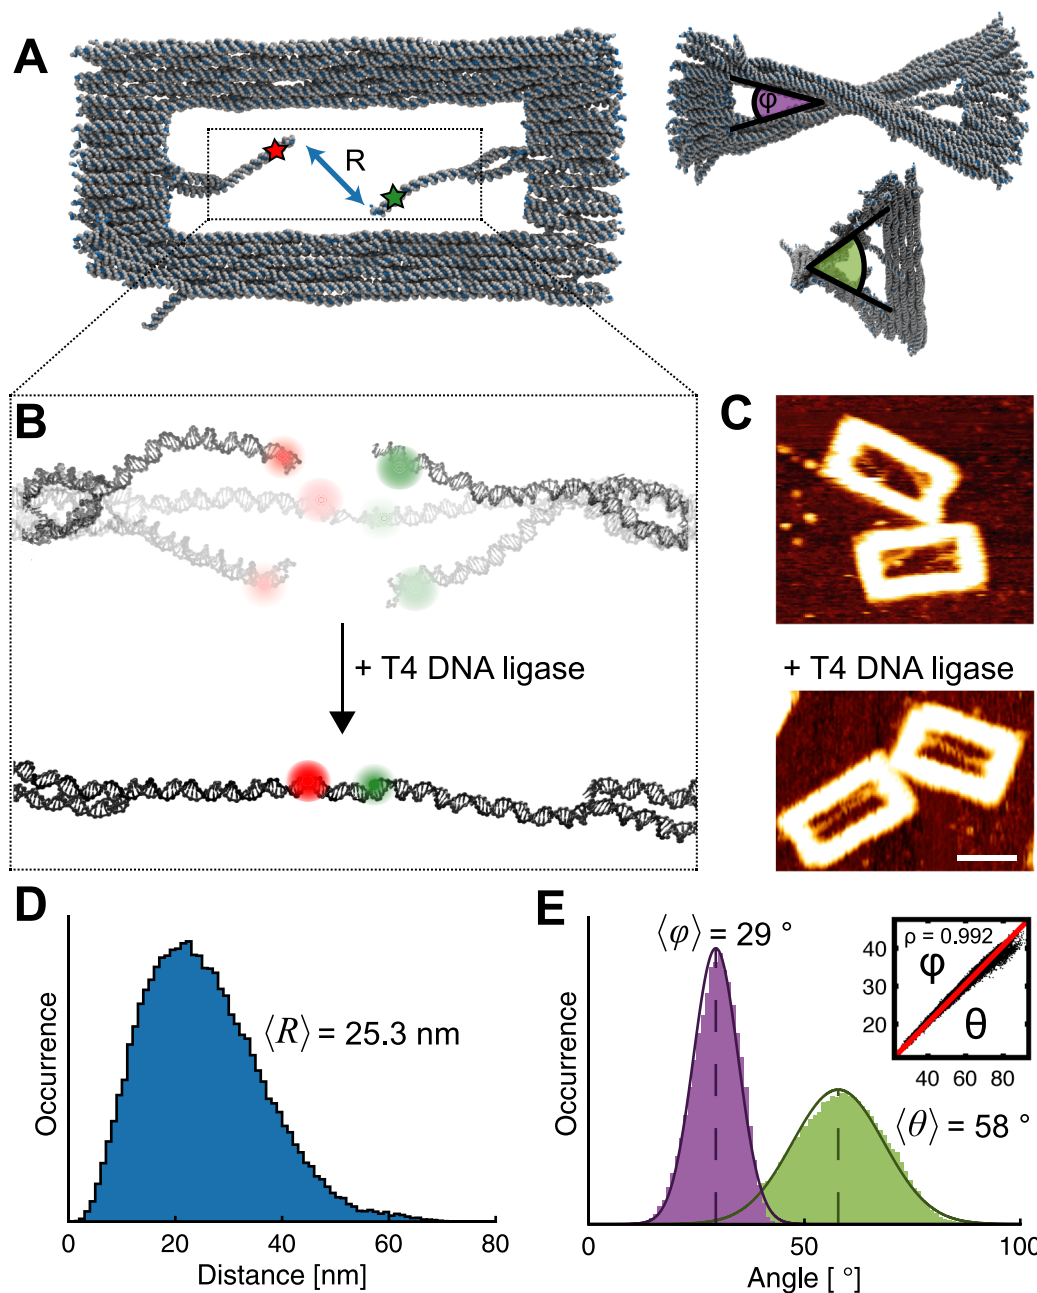 A
R
φ
B
+ T4 DNA ligase
C
+ T4 DNA ligase
D
Occurrence
⟨R⟩ = 25.3 nm
0 20 40 60 80
Distance [nm]
E
Occurrence
⟨φ⟩ = 29 °
⟨θ⟩ = 58 °
ρ = 0.992
φ
θ
40
30
20
40 60 80
0 50 100
Angle [ °]